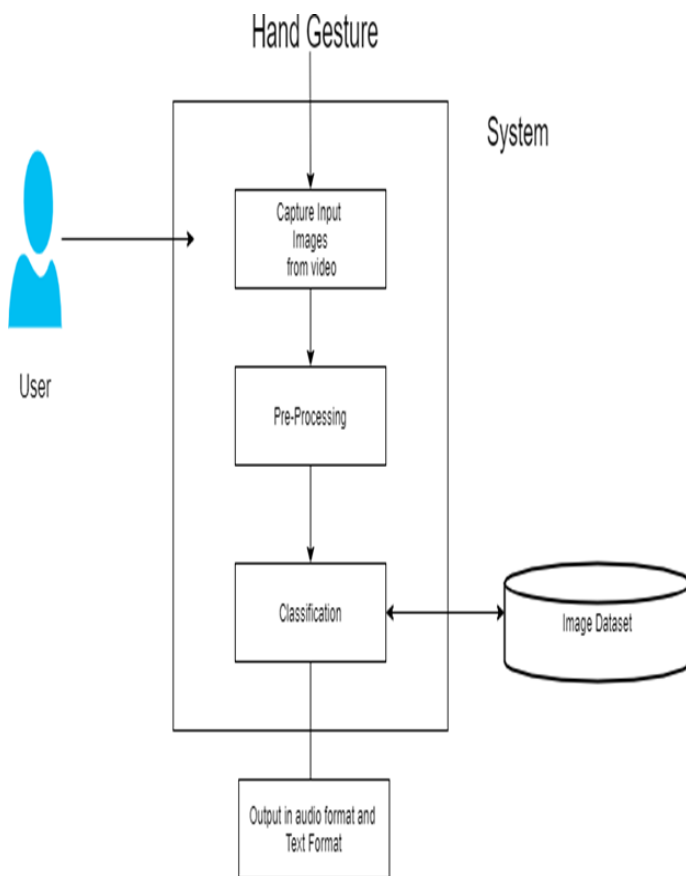 Hand Gesture
System
Capture Input
Images
from video
User
Pre-Processing
Classification
Image Dataset
Output in audio format and
Text Format